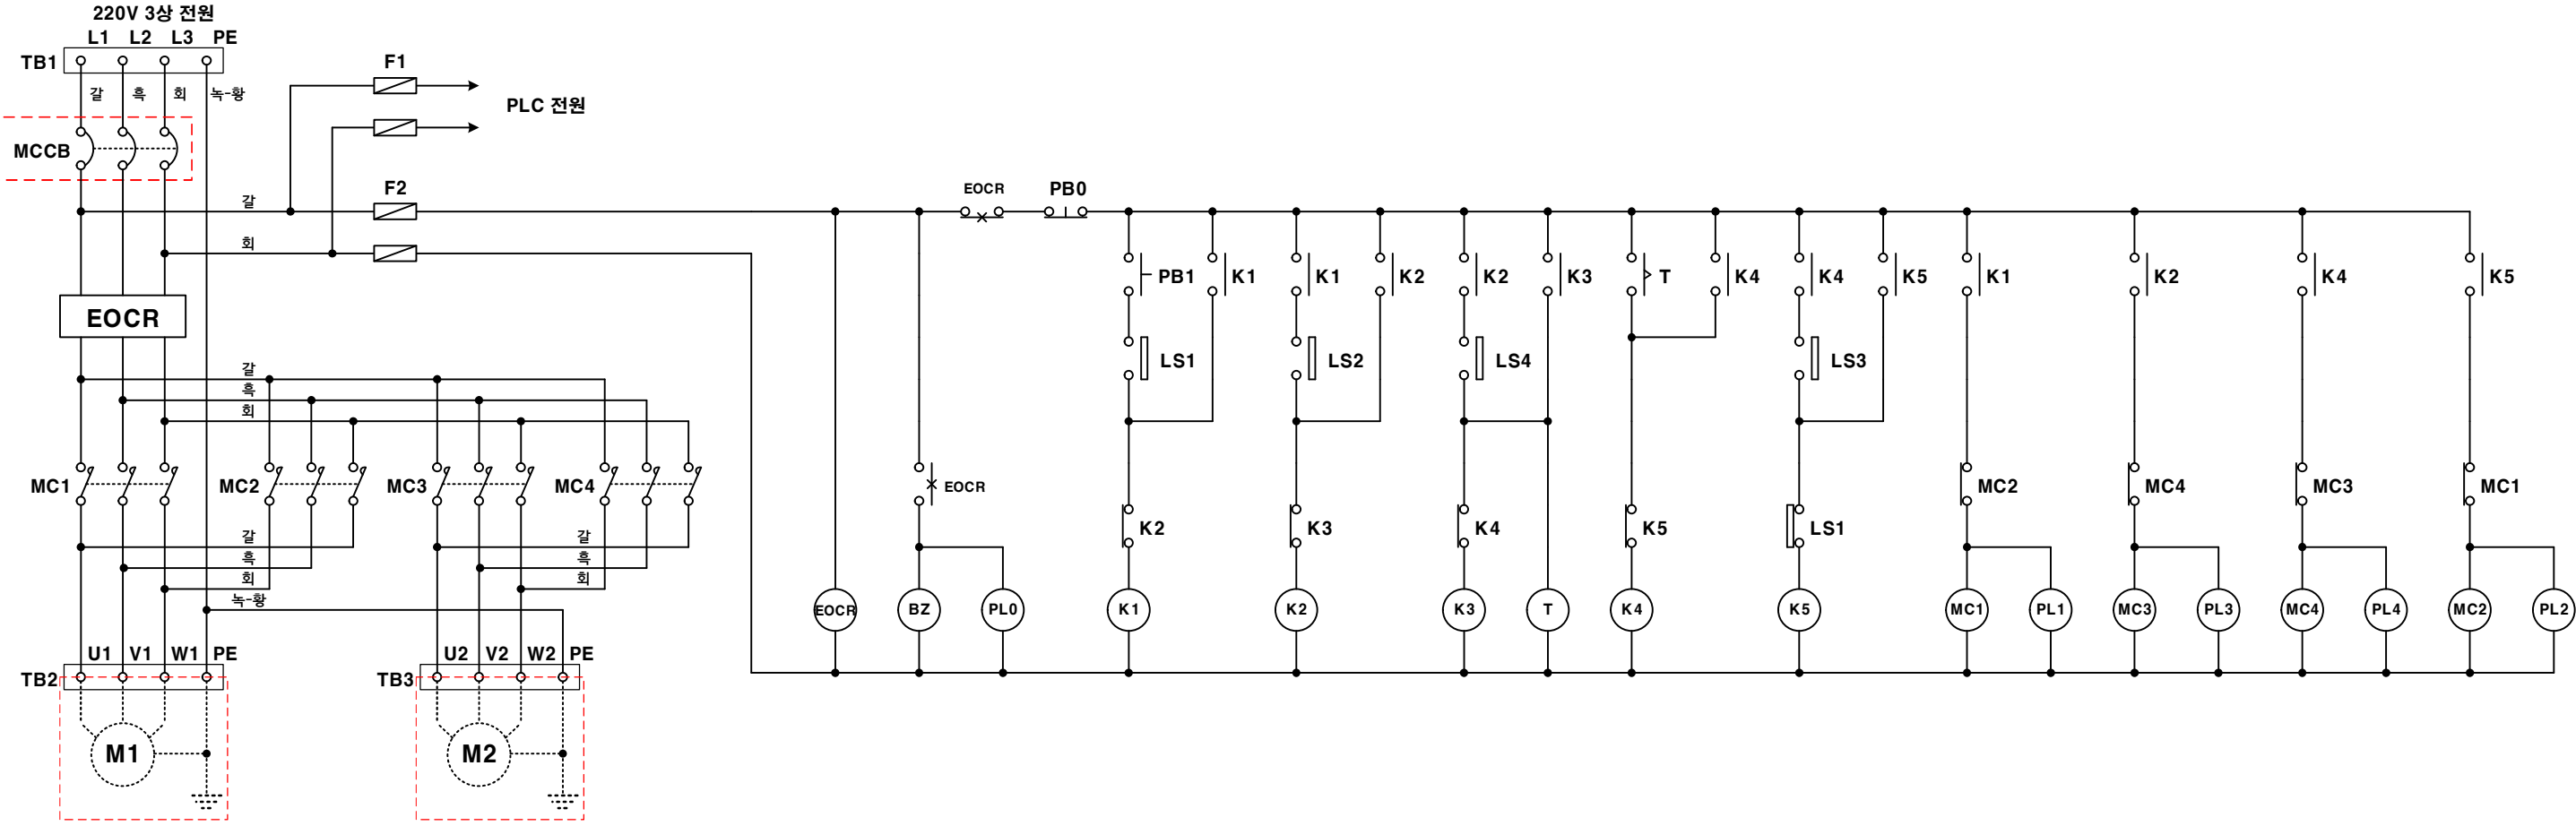 220V 3상 전원
L1 L2 L3 PE
TB1
갈 흑 회 녹-황
MCCB
F1
PLC 전원
갈
F2
회
EOCR
PB0
EOCR
PB1 K1 K1 K2 K2 K3 T K4 K4 K5 K1 K2 K4 K5
LS1 LS2 LS4 LS3
갈
흑
회
MC1 MC2 MC3 MC4
EOCR
MC2 MC4 MC3 MC1
K2 K3 K4 K5 LS1
갈 갈
흑 흑
회 회
녹-황
EOCR BZ PL0 K1 K2 K3 T K4 K5 MC1 PL1 MC3 PL3 MC4 PL4 MC2 PL2
U1 V1 W1 PE
TB2
U2 V2 W2 PE
TB3
M1
M2